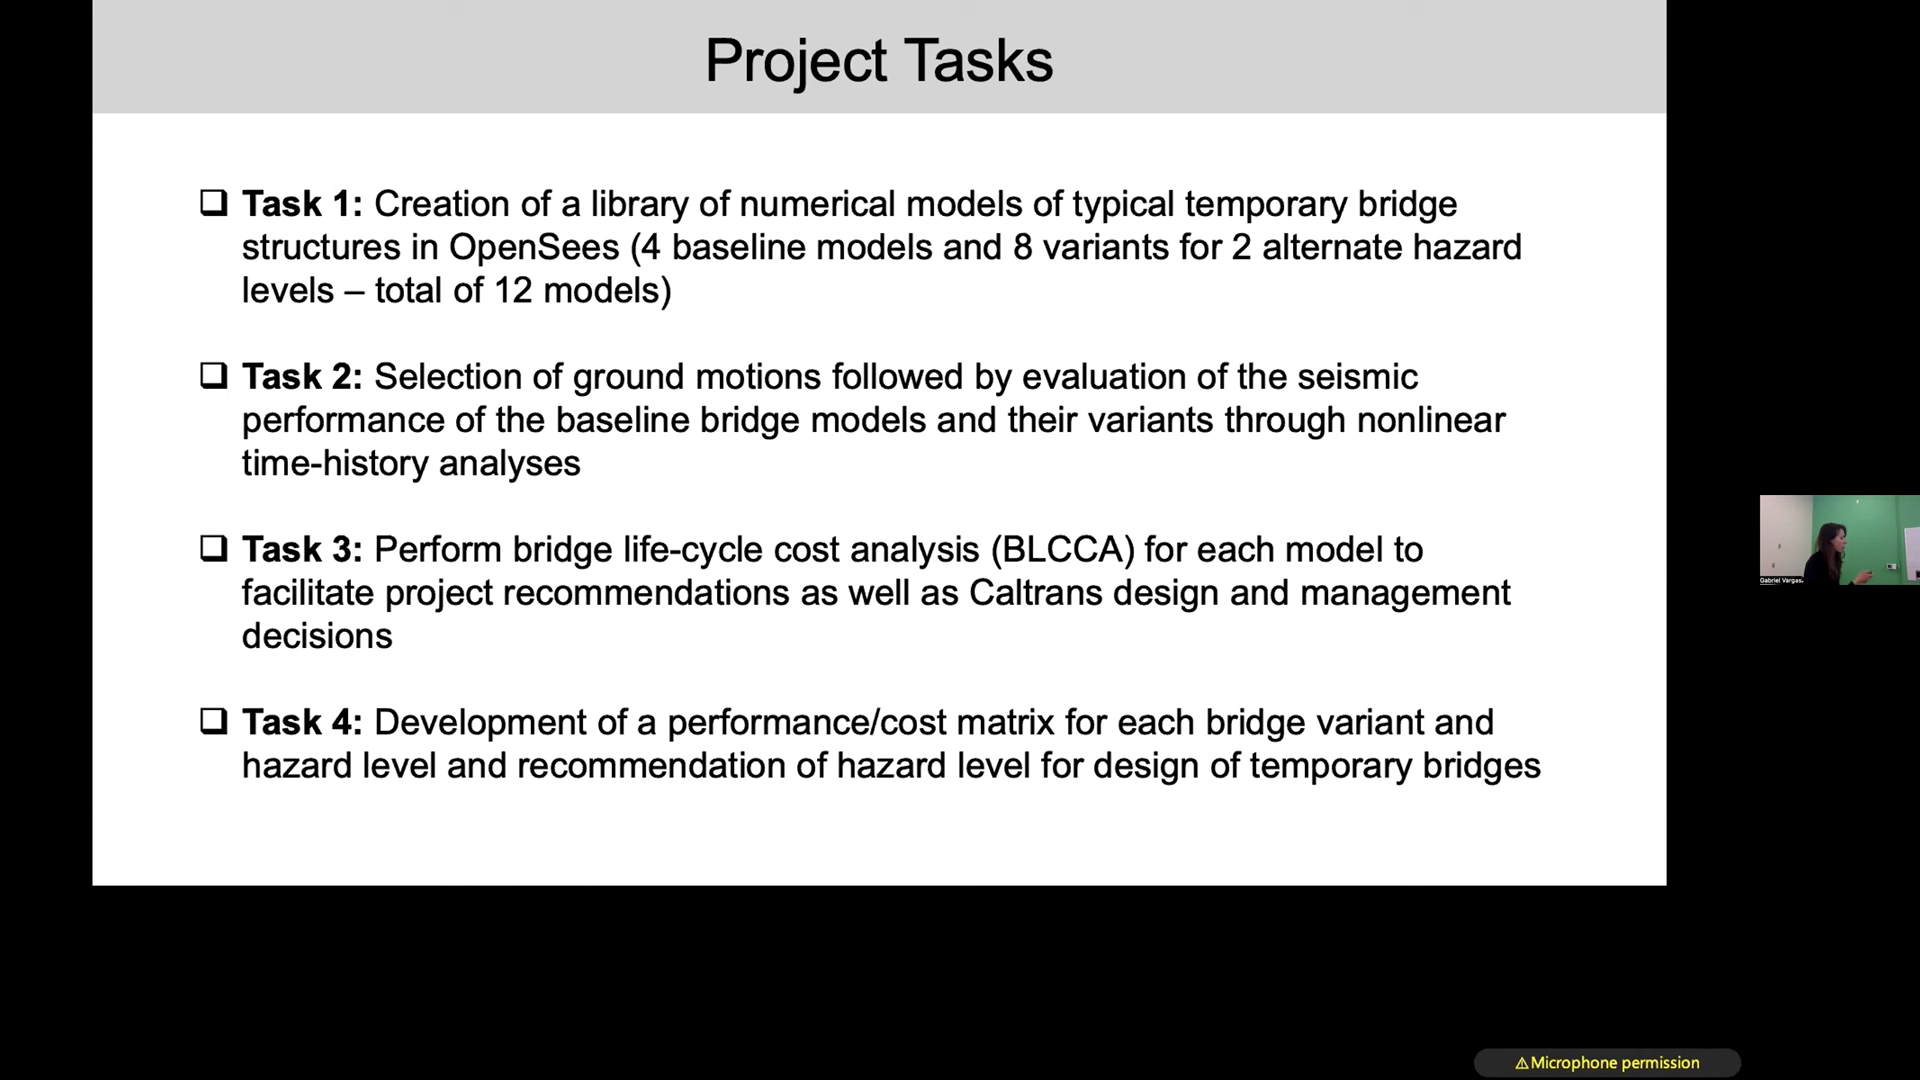 Project Tasks
❑ Task 1: Creation of a library of numerical models of typical temporary bridge
structures in OpenSees (4 baseline models and 8 variants for 2 alternate hazard
levels – total of 12 models)
❑ Task 2: Selection of ground motions followed by evaluation of the seismic
performance of the baseline bridge models and their variants through nonlinear
time-history analyses
❑ Task 3: Perform bridge life-cycle cost analysis (BLCCA) for each model to
facilitate project recommendations as well as Caltrans design and management
decisions
❑ Task 4: Development of a performance/cost matrix for each bridge variant and
hazard level and recommendation of hazard level for design of temporary bridges
Gabriel Vargas
⚠Microphone permission